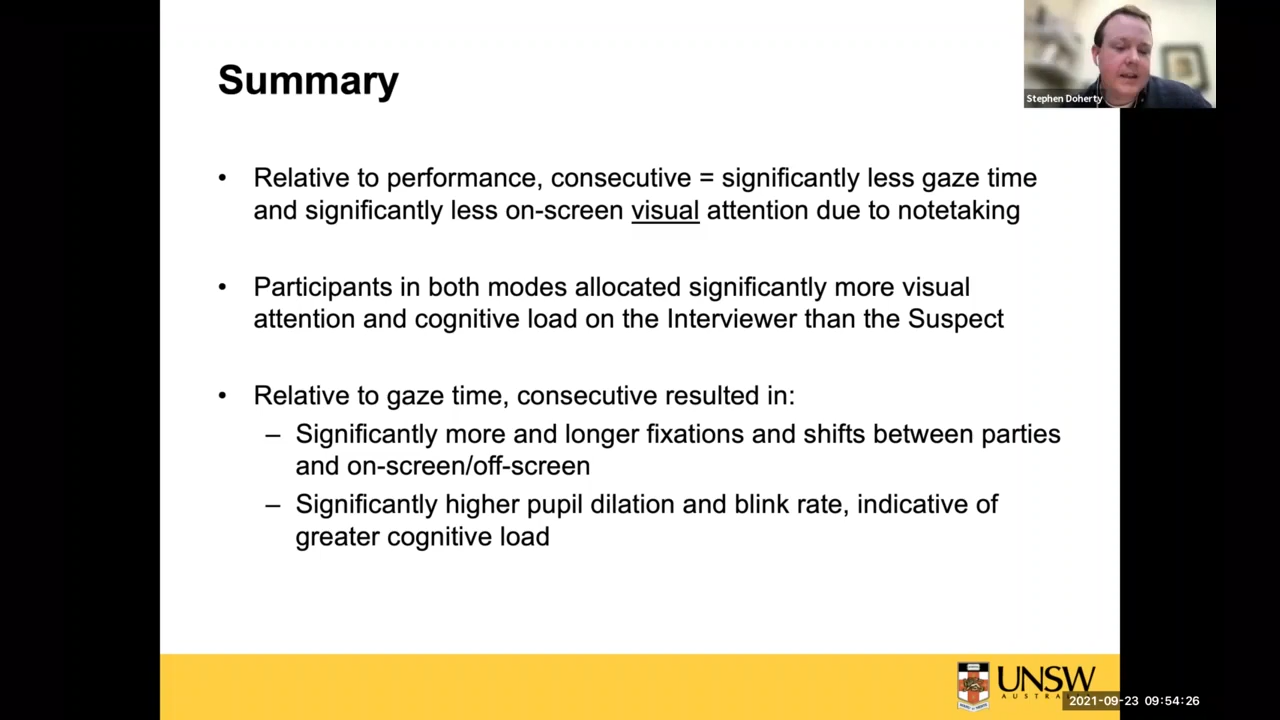 Summary
Stephen Doherty
• Relative to performance, consecutive = significantly less gaze time
and significantly less on-screen visual attention due to notetaking
• Participants in both modes allocated significantly more visual
attention and cognitive load on the Interviewer than the Suspect
• Relative to gaze time, consecutive resulted in:
– Significantly more and longer fixations and shifts between parties
and on-screen/off-screen
– Significantly higher pupil dilation and blink rate, indicative of
greater cognitive load
UNSW
2021-09-23 09:54:26